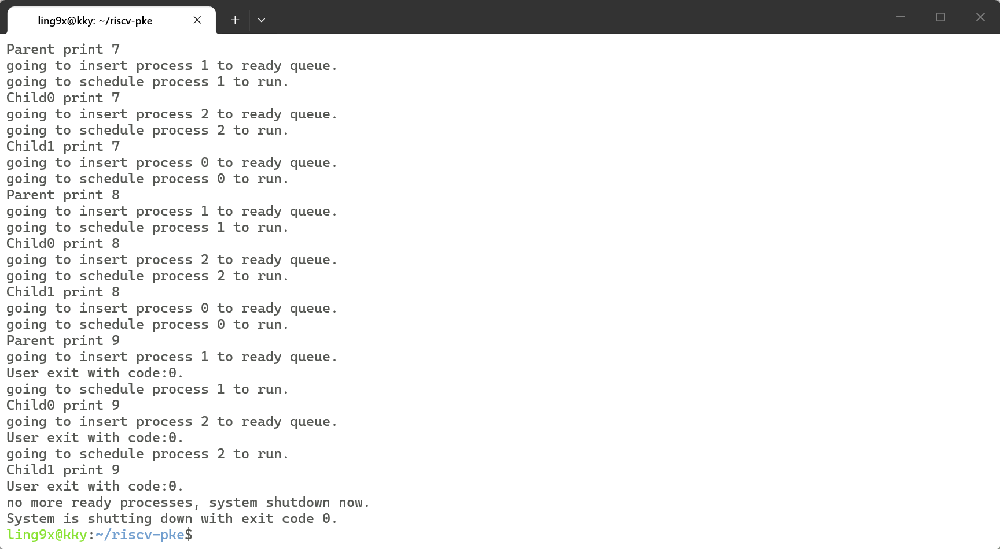 ling9x@kky: ~/riscv-pke
Parent print 7
going to insert process 1 to ready queue.
going to schedule process 1 to run.
Child0 print 7
going to insert process 2 to ready queue.
going to schedule process 2 to run.
Child1 print 7
going to insert process 0 to ready queue.
going to schedule process 0 to run.
Parent print 8
going to insert process 1 to ready queue.
going to schedule process 1 to run.
Child0 print 8
going to insert process 2 to ready queue.
going to schedule process 2 to run.
Child1 print 8
going to insert process 0 to ready queue.
going to schedule process 0 to run.
Parent print 9
going to insert process 1 to ready queue.
User exit with code:0.
going to schedule process 1 to run.
Child0 print 9
going to insert process 2 to ready queue.
User exit with code:0.
going to schedule process 2 to run.
Child1 print 9
User exit with code:0.
no more ready processes, system shutdown now.
System is shutting down with exit code 0.
ling9x@kky:~/riscv-pke$